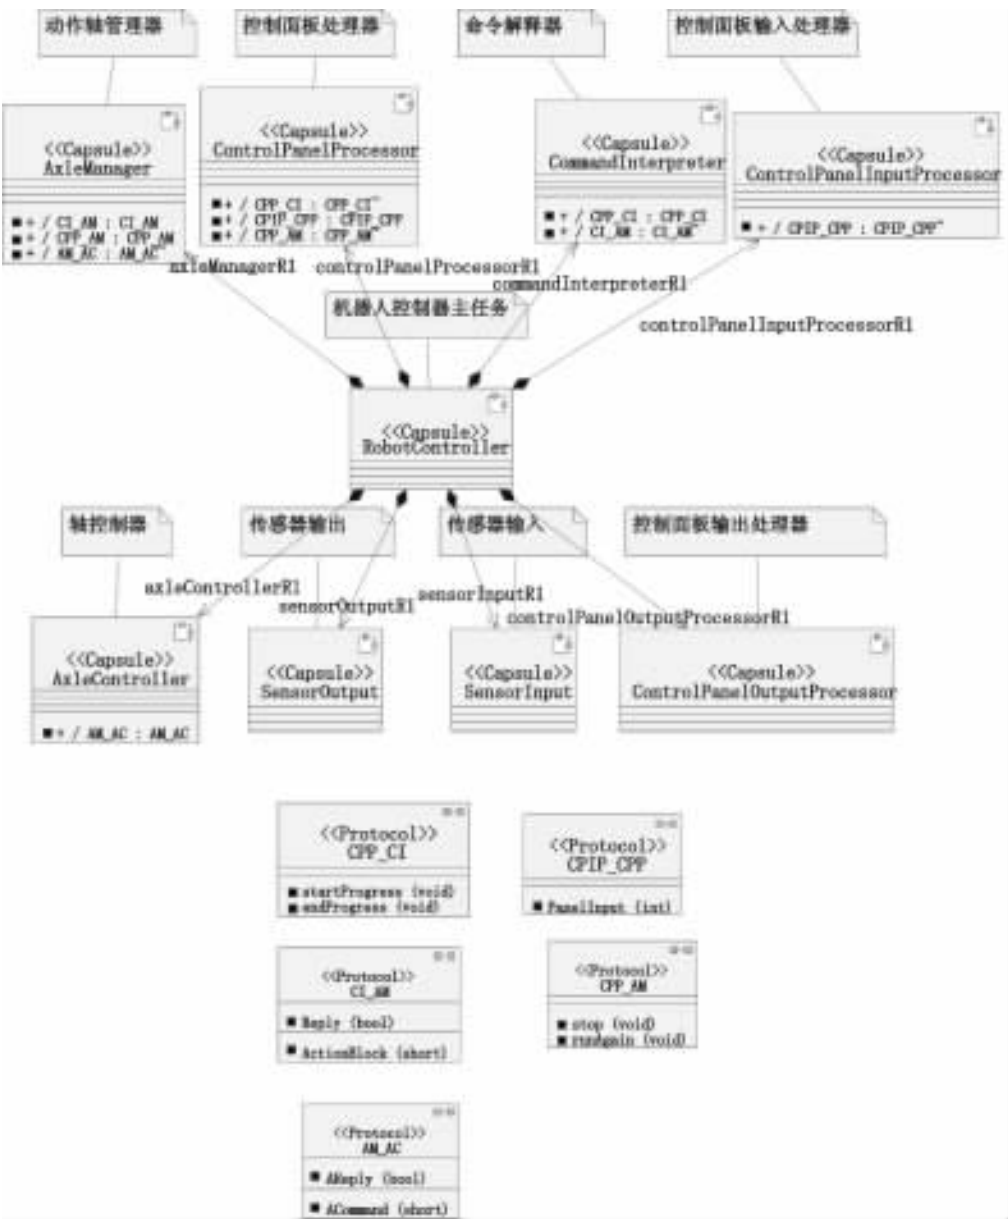 动作轴管理器
控制面板处理器
命令解释器
控制面板输入处理器
<<Capsule>>
AxleManager
+ / CI_AM : CI_AM
+ / CPP_AM : CPP_AM
+ / AM_AC : AM_AC~
<<Capsule>>
ControlPanelProcessor
+ / CPP_CI : CPP_CI~
+ / CPIP_CPP : CPIP_CPP
+ / CPP_AM : CPP_AM~
<<Capsule>>
CommandInterpreter
+ / CPP_CI : CPP_CI
+ / CI_AM : CI_AM~
<<Capsule>>
ControlPanelInputProcessor
+ / CPIP_CPP : CPIP_CPP~
axleManagerR1
controlPanelProcessorR1
commandInterpreterR1
controlPanelInputProcessorR1
机器人控制器主任务
<<Capsule>>
RobotController
轴控制器
传感器输出
传感器输入
控制面板输出处理器
axleControllerR1
sensorOutputR1
sensorInputR1
controlPanelOutputProcessorR1
<<Capsule>>
AxleController
+ / AM_AC : AM_AC
<<Capsule>>
SensorOutput
<<Capsule>>
SensorInput
<<Capsule>>
ControlPanelOutputProcessor
<<Protocol>>
CPP_CI
startProgress (void)
endProgress (void)
<<Protocol>>
CPIP_CPP
PanelInput (int)
<<Protocol>>
CI_AM
Reply (bool)
ActionBlock (short)
<<Protocol>>
CPP_AM
stop (void)
runAgain (void)
<<Protocol>>
AM_AC
AReply (bool)
ACommand (short)